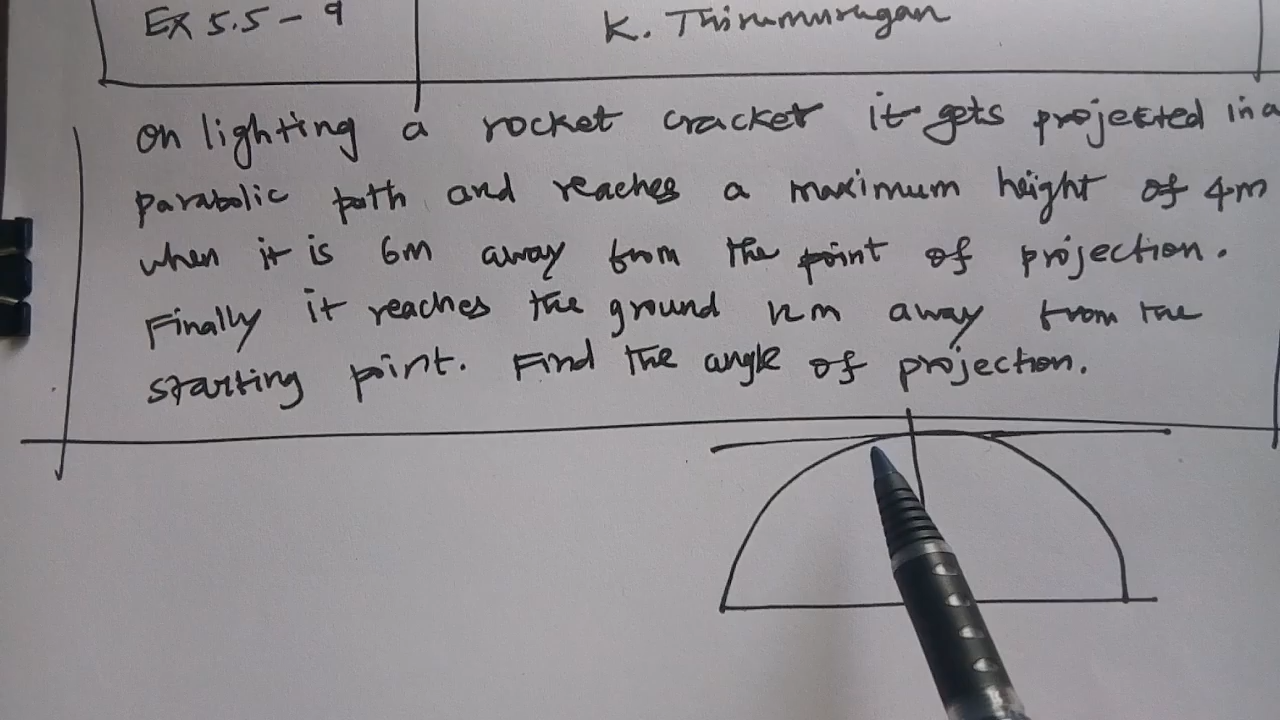 Ex 5.5 - 9
K. Thirumurugan
On lighting a rocket cracket it gets projected in a
parabolic path and reaches a maximum height of 4m
when it is 6m away from the point of projection.
Finally it reaches the ground 12m away from the
starting point. Find the angle of projection.